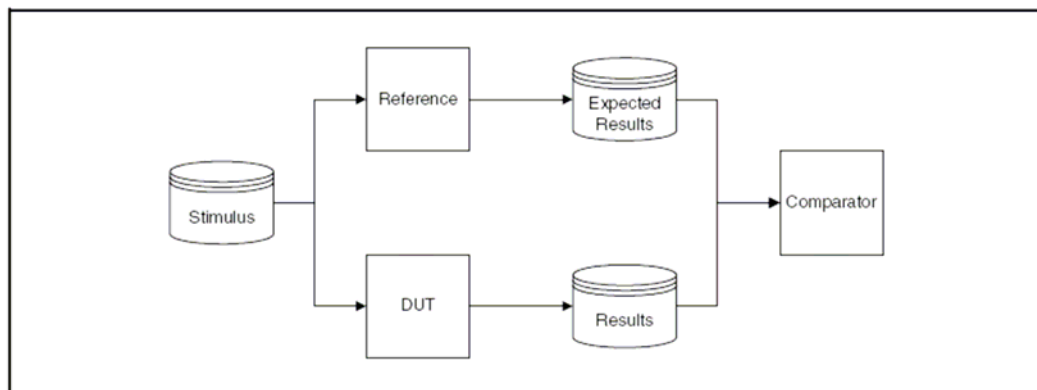 Reference
Expected
Results
Stimulus
Comparator
DUT
Results